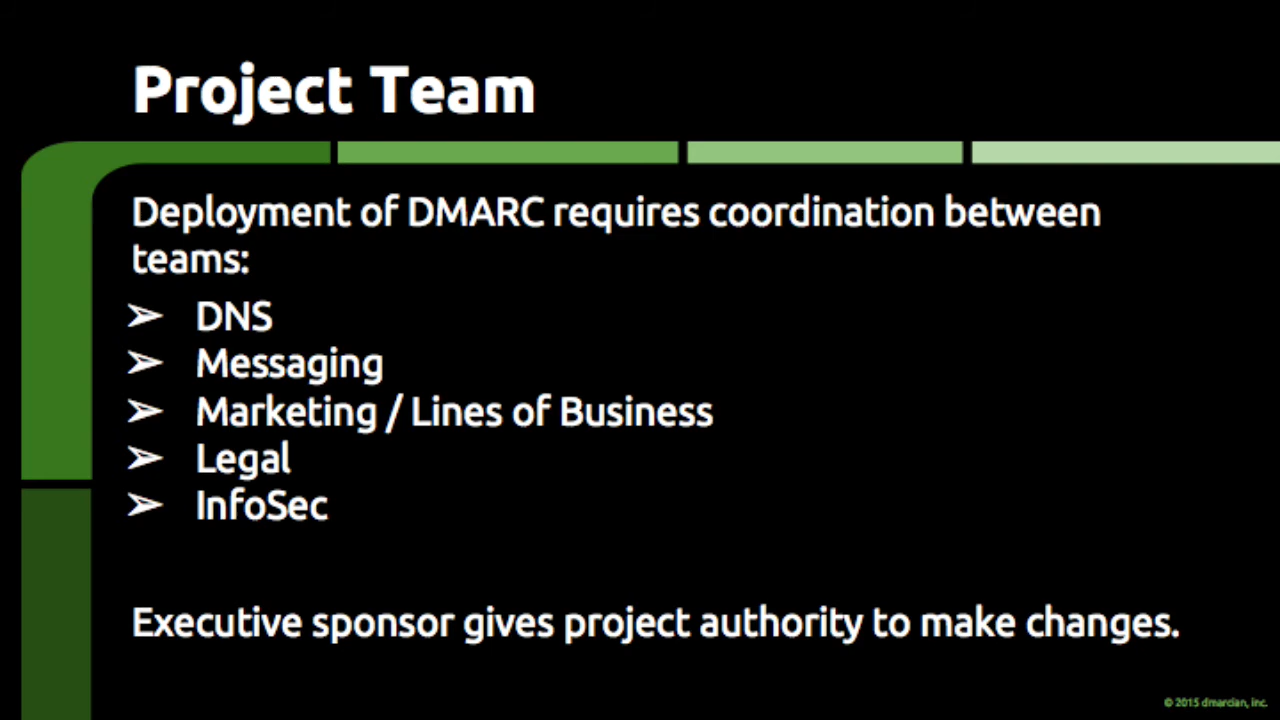 Project Team
Deployment of DMARC requires coordination between
teams:
➢ DNS
➢ Messaging
➢ Marketing / Lines of Business
➢ Legal
➢ InfoSec
Executive sponsor gives project authority to make changes.
© 2015 dmarcian, inc.